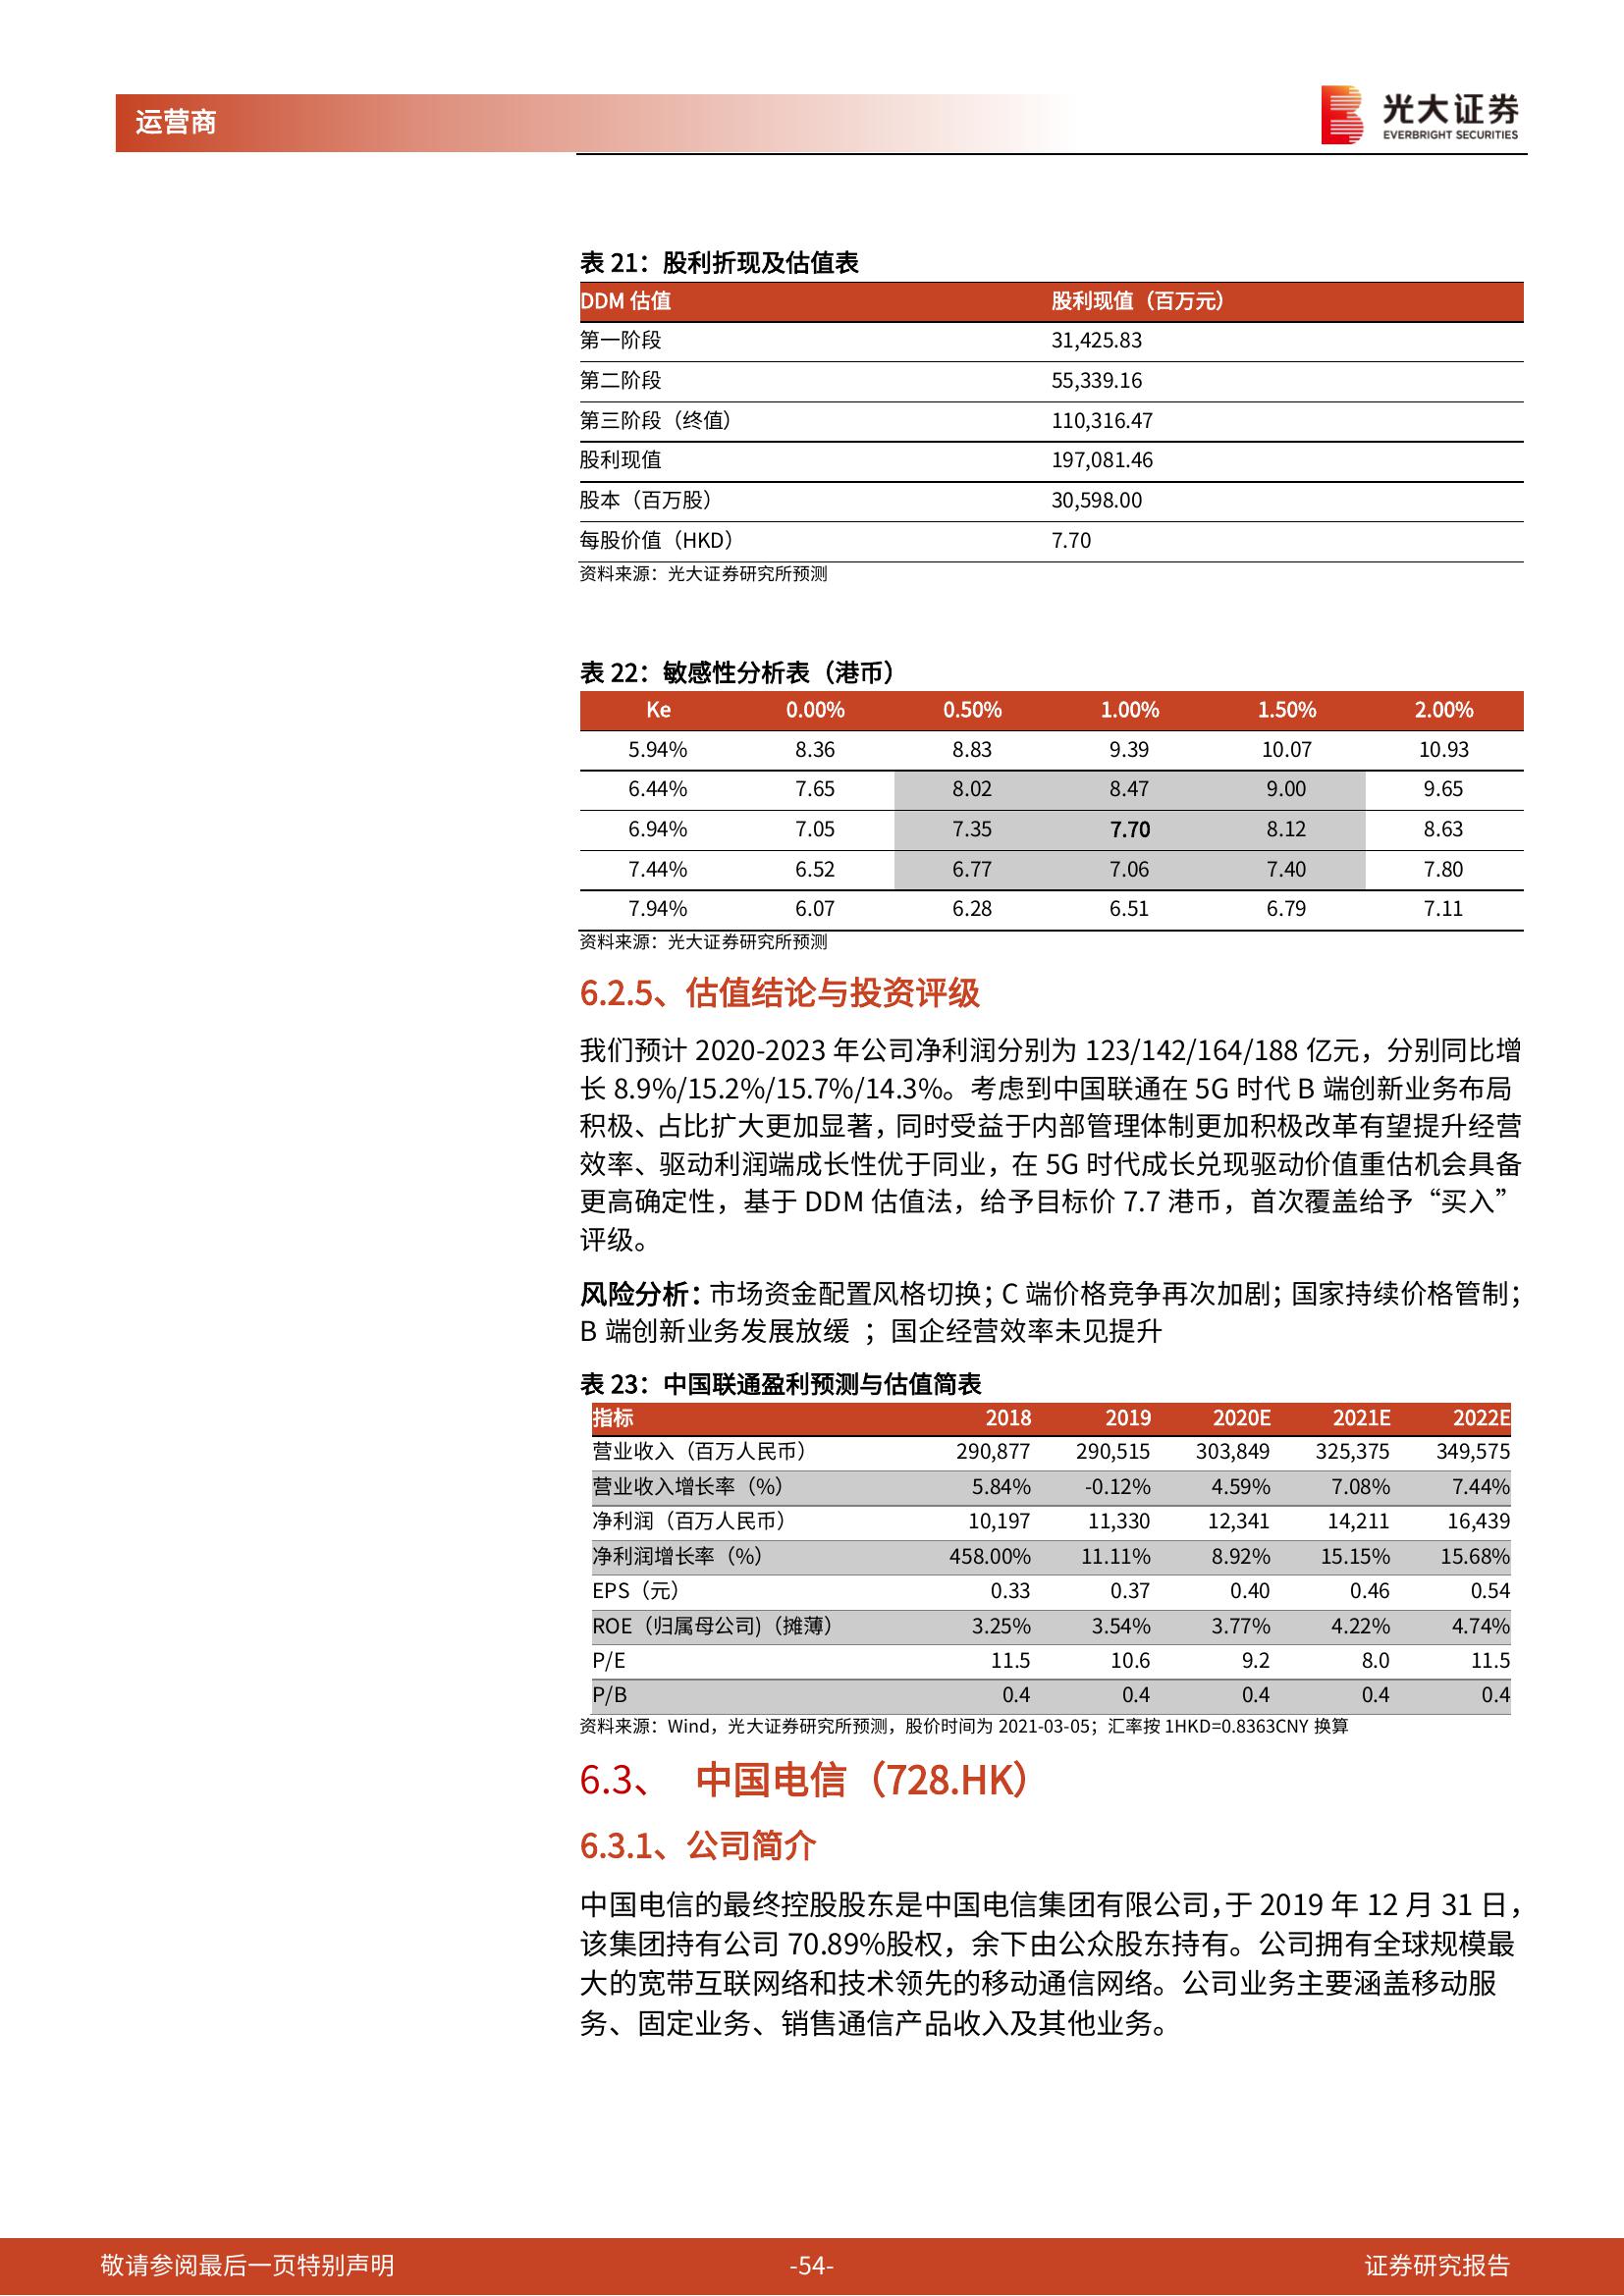 运营商
光大证券
EVERBRIGHT SECURITIES
表 21：股利折现及估值表
DDM 估值 股利现值（百万元）
第一阶段 31,425.83
第二阶段 55,339.16
第三阶段（终值） 110,316.47
股利现值 197,081.46
股本（百万股） 30,598.00
每股价值（HKD） 7.70
资料来源：光大证券研究所预测
表 22：敏感性分析表（港币）
Ke 0.00% 0.50% 1.00% 1.50% 2.00%
5.94% 8.36 8.83 9.39 10.07 10.93
6.44% 7.65 8.02 8.47 9.00 9.65
6.94% 7.05 7.35 7.70 8.12 8.63
7.44% 6.52 6.77 7.06 7.40 7.80
7.94% 6.07 6.28 6.51 6.79 7.11
资料来源：光大证券研究所预测
6.2.5、估值结论与投资评级
我们预计 2020-2023 年公司净利润分别为 123/142/164/188 亿元，分别同比增
长 8.9%/15.2%/15.7%/14.3%。考虑到中国联通在 5G 时代 B 端创新业务布局
积极、占比扩大更加显著，同时受益于内部管理体制更加积极改革有望提升经营
效率、驱动利润端成长性优于同业，在 5G 时代成长兑现驱动价值重估机会具备
更高确定性，基于 DDM 估值法，给予目标价 7.7 港币，首次覆盖给予“买入”
评级。
风险分析：市场资金配置风格切换；C 端价格竞争再次加剧；国家持续价格管制；
B 端创新业务发展放缓 ；国企经营效率未见提升
表 23：中国联通盈利预测与估值简表
指标 2018 2019 2020E 2021E 2022E
营业收入（百万人民币） 290,877 290,515 303,849 325,375 349,575
营业收入增长率（%） 5.84% -0.12% 4.59% 7.08% 7.44%
净利润（百万人民币） 10,197 11,330 12,341 14,211 16,439
净利润增长率（%） 458.00% 11.11% 8.92% 15.15% 15.68%
EPS（元） 0.33 0.37 0.40 0.46 0.54
ROE（归属母公司)（摊薄） 3.25% 3.54% 3.77% 4.22% 4.74%
P/E 11.5 10.6 9.2 8.0 11.5
P/B 0.4 0.4 0.4 0.4 0.4
资料来源：Wind，光大证券研究所预测，股价时间为 2021-03-05；汇率按 1HKD=0.8363CNY 换算
6.3、 中国电信（728.HK）
6.3.1、公司简介
中国电信的最终控股股东是中国电信集团有限公司，于 2019 年 12 月 31 日，
该集团持有公司 70.89%股权，余下由公众股东持有。公司拥有全球规模最
大的宽带互联网络和技术领先的移动通信网络。公司业务主要涵盖移动服
务、固定业务、销售通信产品收入及其他业务。
敬请参阅最后一页特别声明 -54- 证券研究报告